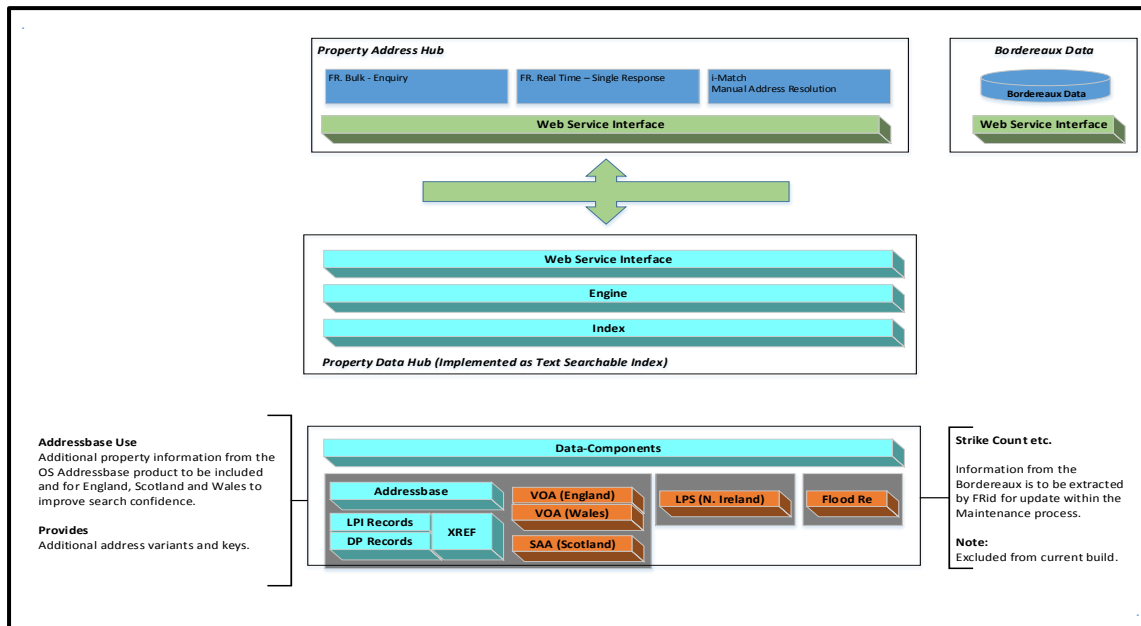 Property Address Hub
FR. Bulk - Enquiry
FR. Real Time – Single Response
i-Match
Manual Address Resolution
Web Service Interface
Bordereaux Data
Bordereaux Data
Web Service Interface
Web Service Interface
Engine
Index
Property Data Hub (Implemented as Text Searchable Index)
Addressbase Use
Additional property information from the
OS Addressbase product to be included
and for England, Scotland and Wales to
improve search confidence.
Provides
Additional address variants and keys.
Data-Components
Addressbase
LPI Records
DP Records
XREF
VOA (England)
VOA (Wales)
SAA (Scotland)
LPS (N. Ireland)
Flood Re
Strike Count etc.
Information from the
Bordereaux is to be extracted
by FRid for update within the
Maintenance process.
Note:
Excluded from current build.